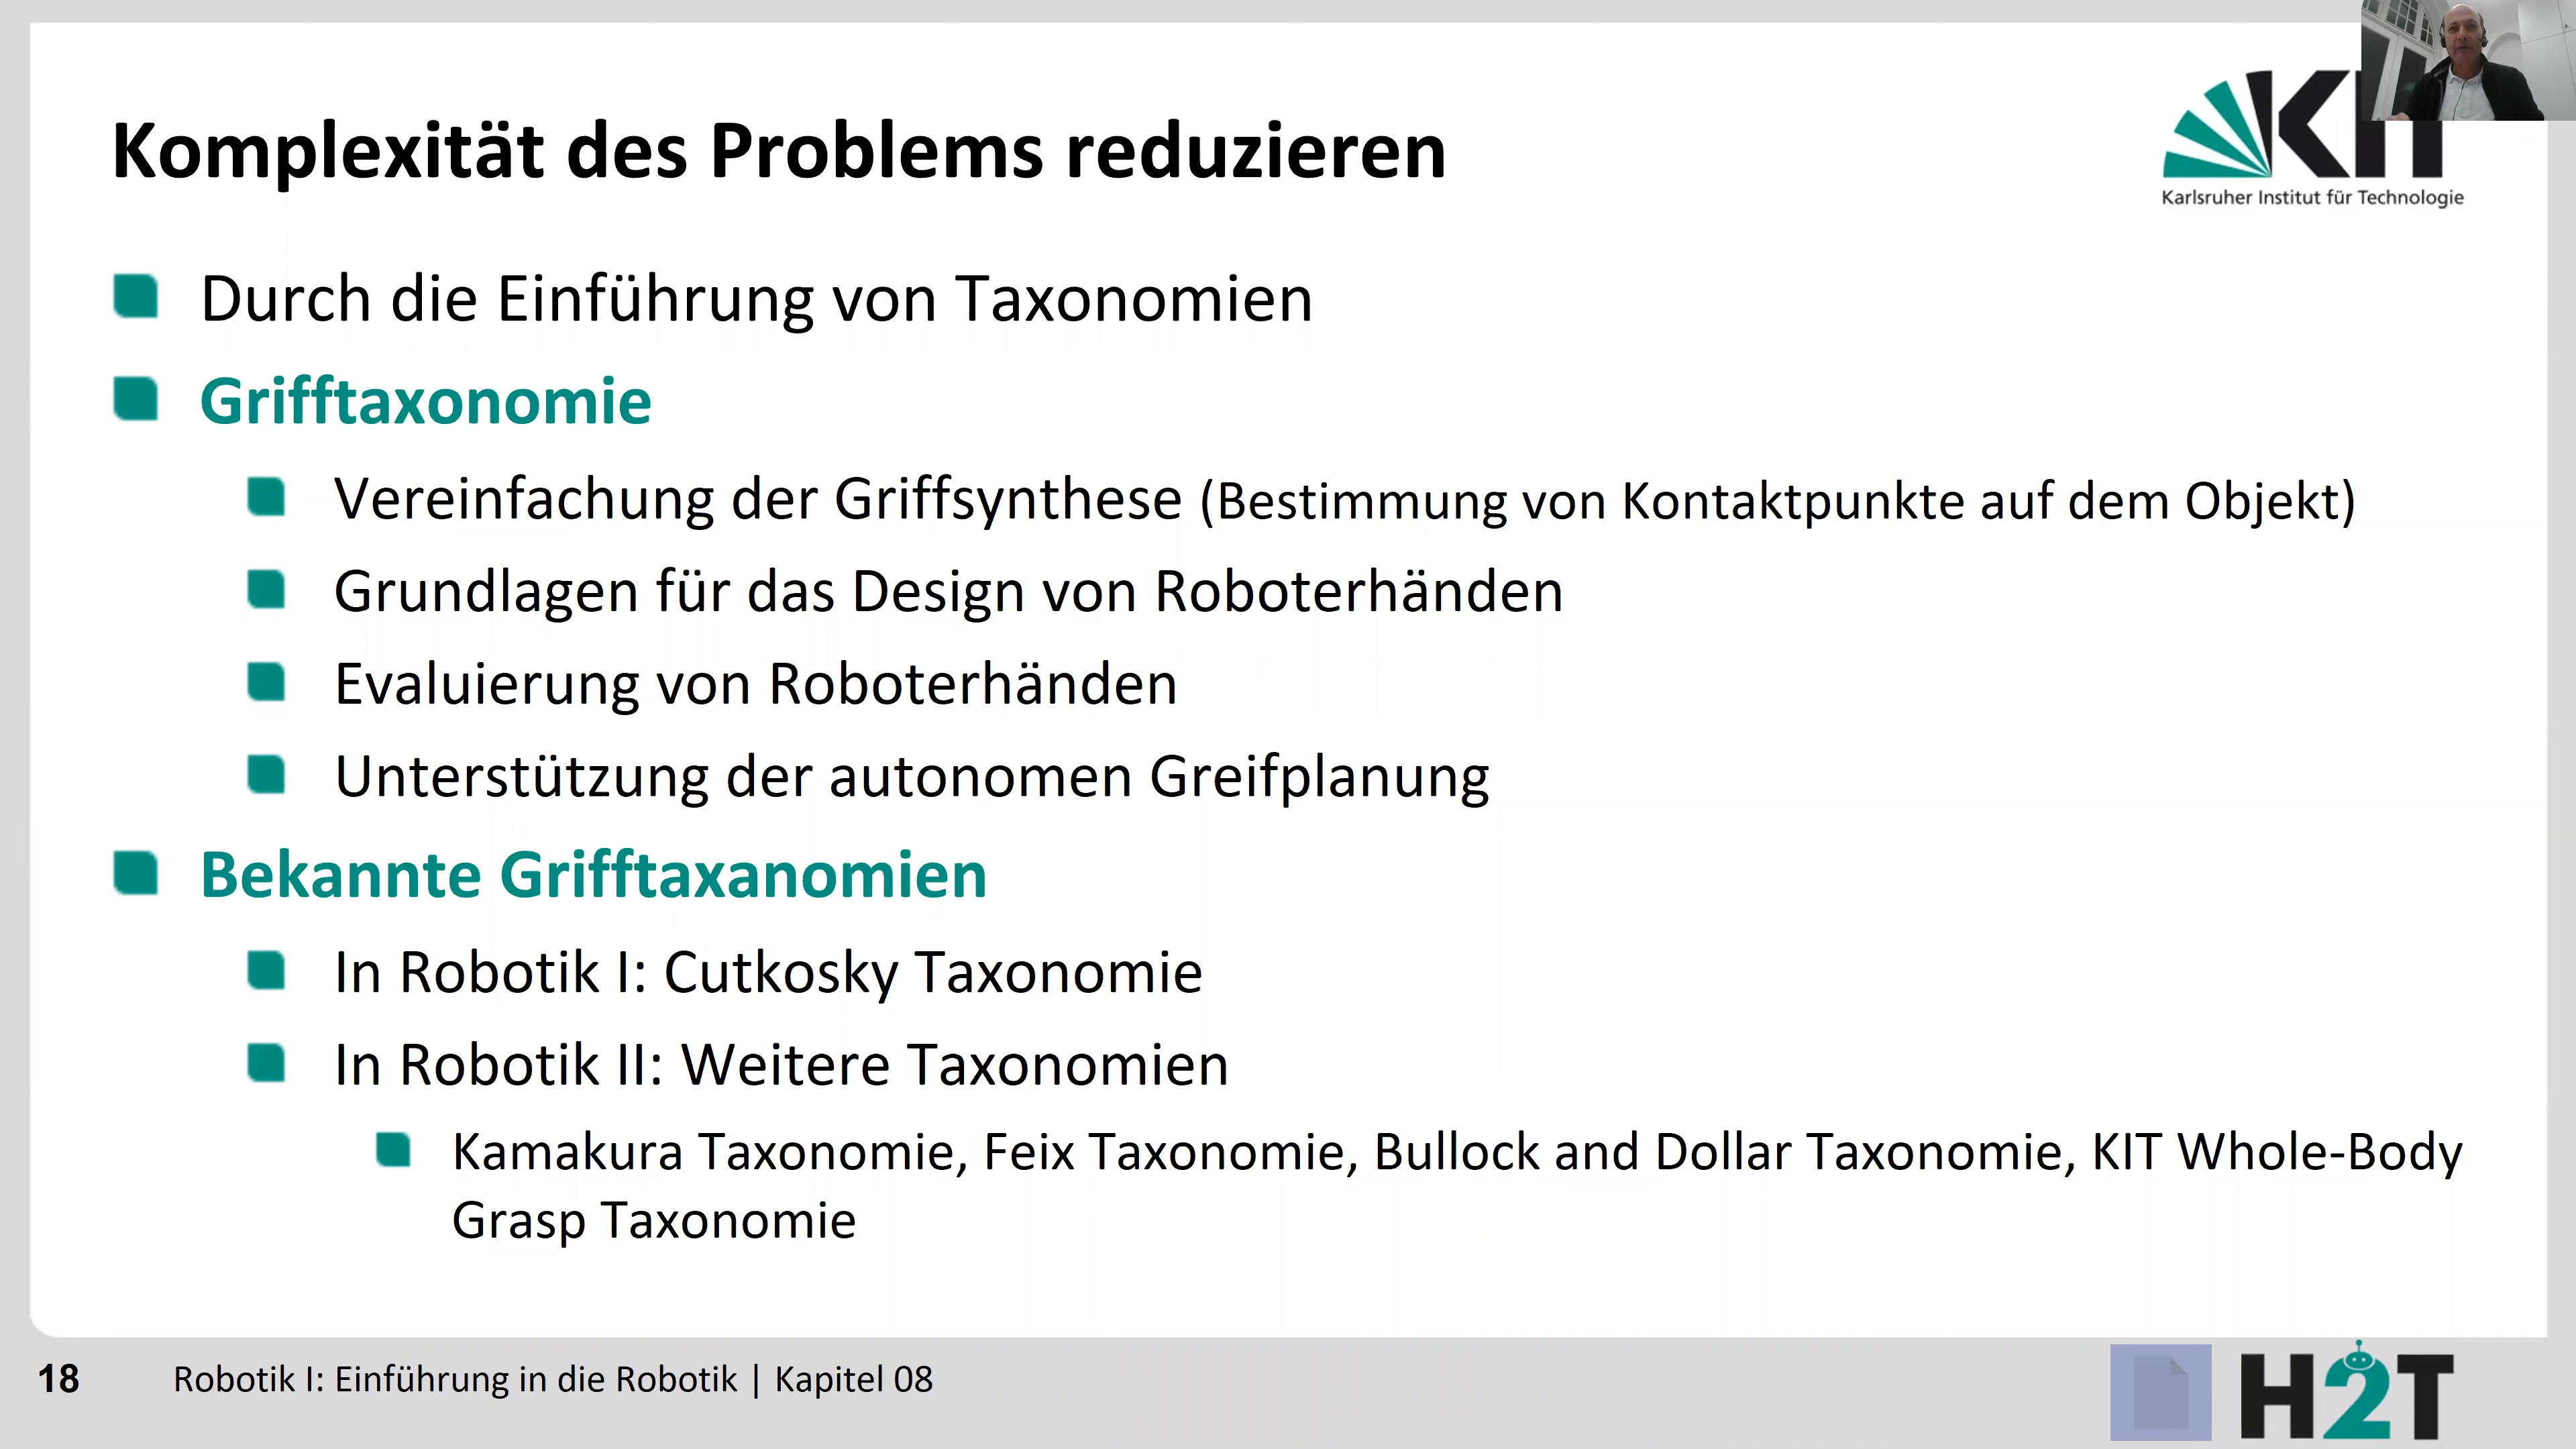 Komplexität des Problems reduzieren
KIT
Karlsruher Institut für Technologie
Durch die Einführung von Taxonomien
Grifftaxonomie
Vereinfachung der Griffsynthese (Bestimmung von Kontaktpunkte auf dem Objekt)
Grundlagen für das Design von Roboterhänden
Evaluierung von Roboterhänden
Unterstützung der autonomen Greifplanung
Bekannte Grifftaxanomien
In Robotik I: Cutkosky Taxonomie
In Robotik II: Weitere Taxonomien
Kamakura Taxonomie, Feix Taxonomie, Bullock and Dollar Taxonomie, KIT Whole-Body
Grasp Taxonomie
18 Robotik I: Einführung in die Robotik | Kapitel 08
H2T